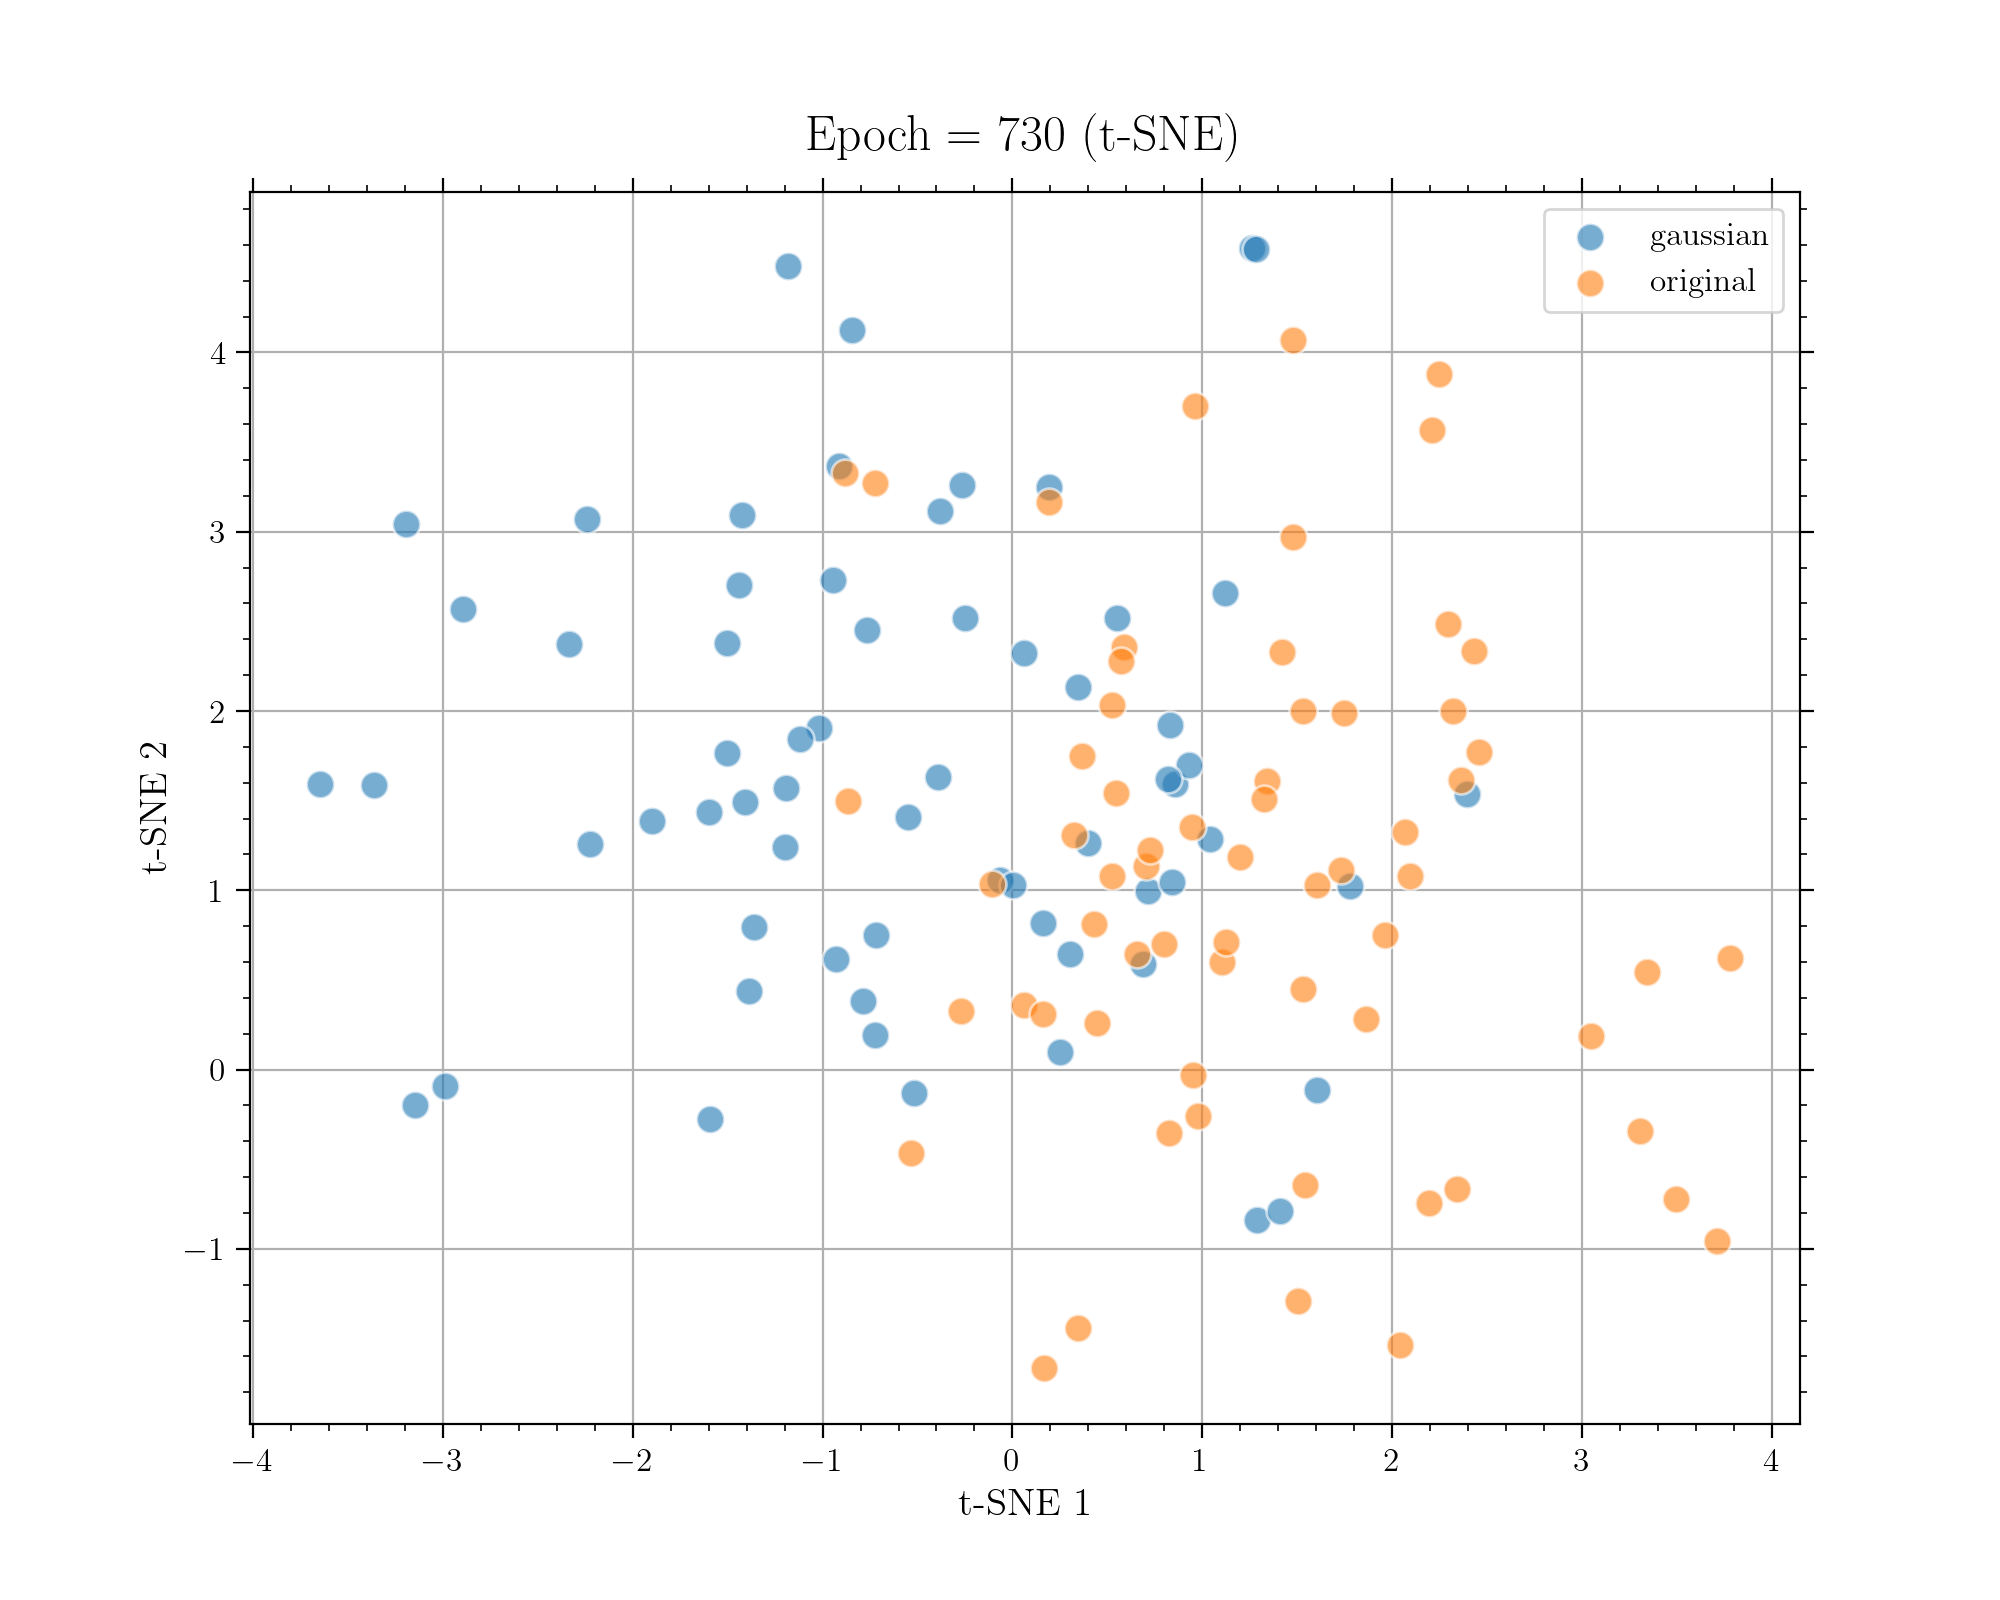 Epoch = 730 (t-SNE)
gaussian
original
4
3
2
1
0
−1
t-SNE 2
−4 −3 −2 −1 0 1 2 3 4
t-SNE 1